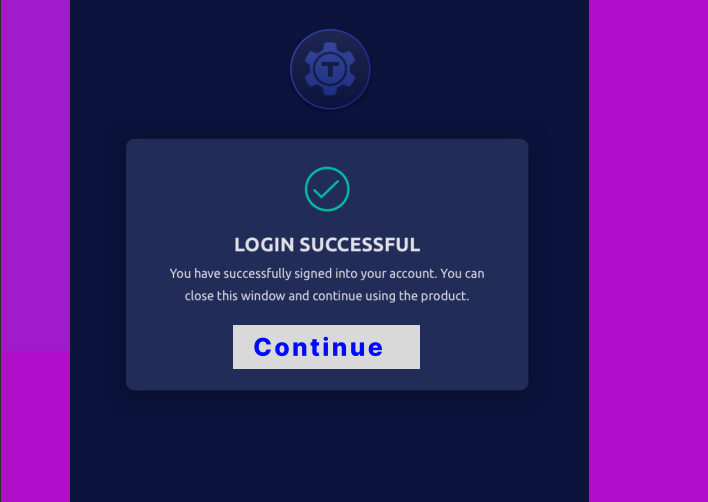 T
LOGIN SUCCESSFUL
You have successfully signed into your account. You can
close this window and continue using the product.
Continue